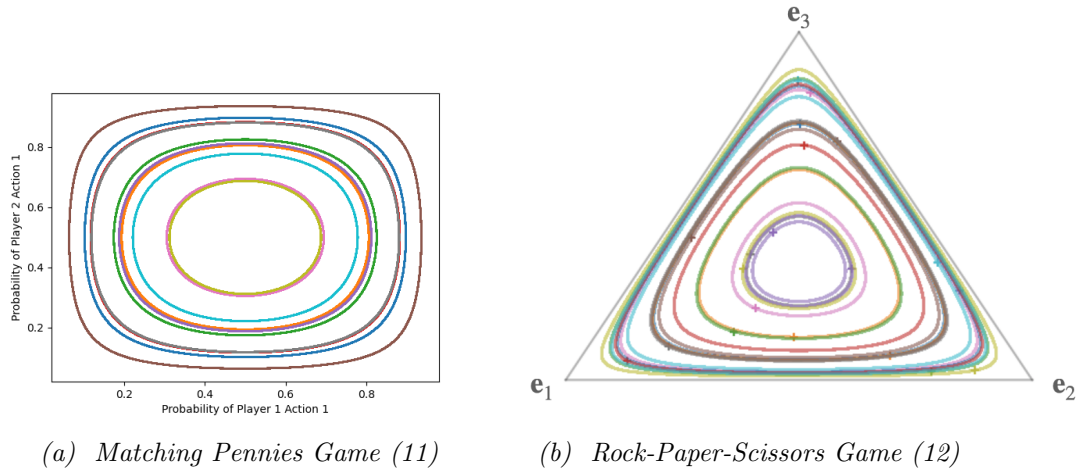 e3
0.8
0.6
0.4
0.2
Probability of Player 2 Action 1
0.2 0.4 0.6 0.8
Probability of Player 1 Action 1
e1
e2
(a) Matching Pennies Game (11)
(b) Rock-Paper-Scissors Game (12)